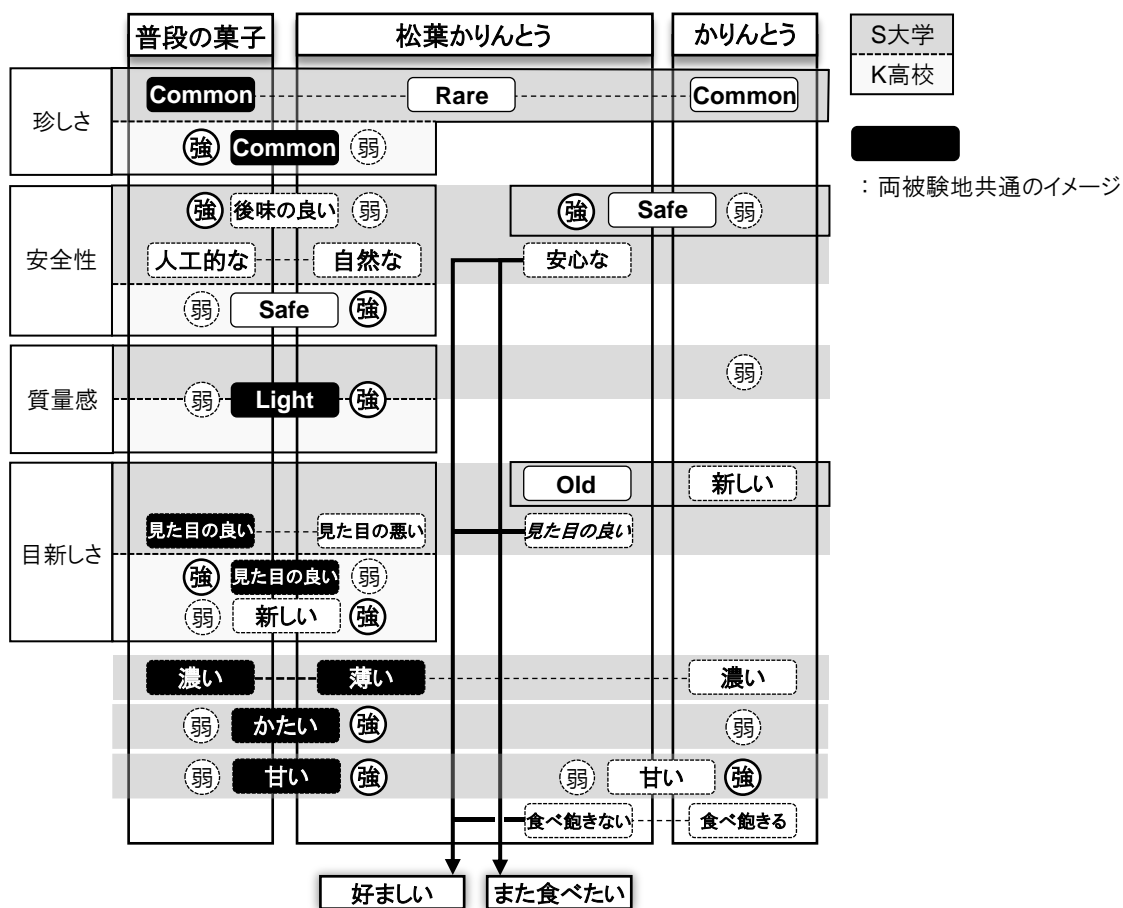 普段の菓子 松葉かりんとう かりんとう
S大学
K高校
：両被験地共通のイメージ
珍しさ
Common Rare Common
強 Common 弱
安全性
強 後味の良い 弱 強 Safe 弱
人工的な 自然な 安心な
弱 Safe 強
質量感
弱 Light 強 弱
目新しさ
Old 新しい
見た目の良い 見た目の悪い 見た目の良い
強 見た目の良い 弱
弱 新しい 強
濃い 薄い 濃い
弱 かたい 強 弱
弱 甘い 強 弱 甘い 強
食べ飽きない 食べ飽きる
好ましい また食べたい